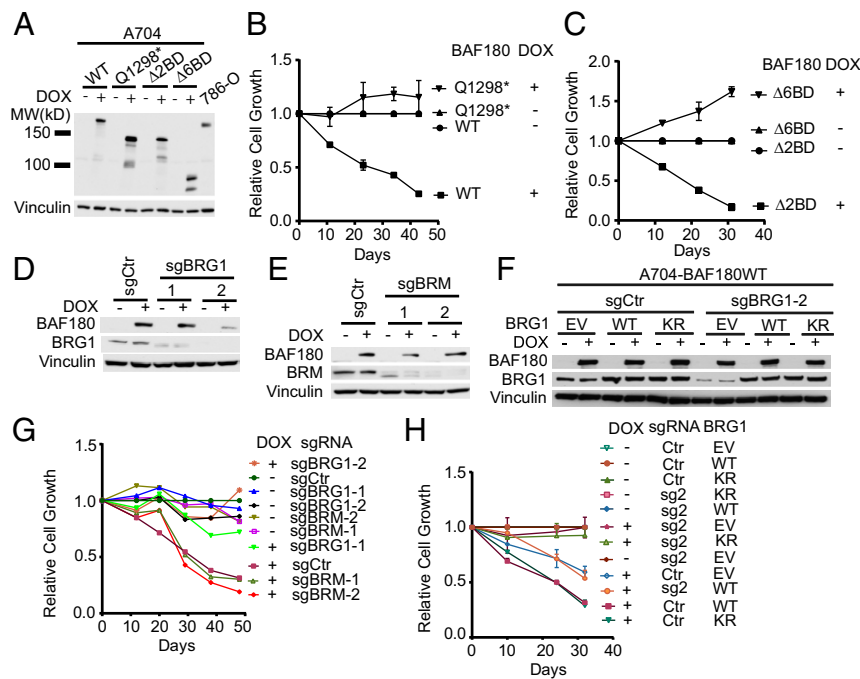 A
A704
WT
Q1298*
Δ2BD
Δ6BD
786-O
DOX - + - + - + - +
MW(kD)
150
100
Vinculin
B
Relative Cell Growth
1.5
1.0
0.5
0.0
0 10 20 30 40 50
Days
BAF180 DOX
Q1298* +
Q1298* -
WT -
WT +
C
Relative Cell Growth
2.0
1.5
1.0
0.5
0.0
0 10 20 30 40
Days
BAF180 DOX
Δ6BD +
Δ6BD -
Δ2BD -
Δ2BD +
D
sgCtr
sgBRG1
1 2
DOX - + - + - +
BAF180
BRG1
Vinculin
E
sgCtr
sgBRM
1 2
DOX - + - + - +
BAF180
BRM
Vinculin
F
A704-BAF180WT
sgCtr sgBRG1-2
BRG1 EV WT KR EV WT KR
DOX - + - + - + - + - + - +
BAF180
BRG1
Vinculin
G
Relative Cell Growth
1.5
1.0
0.5
0.0
0 10 20 30 40 50
Days
DOX sgRNA
+ sgBRG1-2
- sgCtr
- sgBRG1-1
- sgBRG1-2
- sgBRM-2
- sgBRM-1
+ sgBRG1-1
+ sgCtr
+ sgBRM-1
+ sgBRM-2
H
Relative Cell Growth
1.5
1.0
0.5
0.0
0 10 20 30 40
Days
DOX sgRNA BRG1
- Ctr EV
- Ctr WT
- Ctr KR
- sg2 KR
- sg2 WT
+ sg2 EV
+ sg2 KR
- sg2 EV
+ Ctr EV
+ sg2 WT
+ Ctr WT
+ Ctr KR